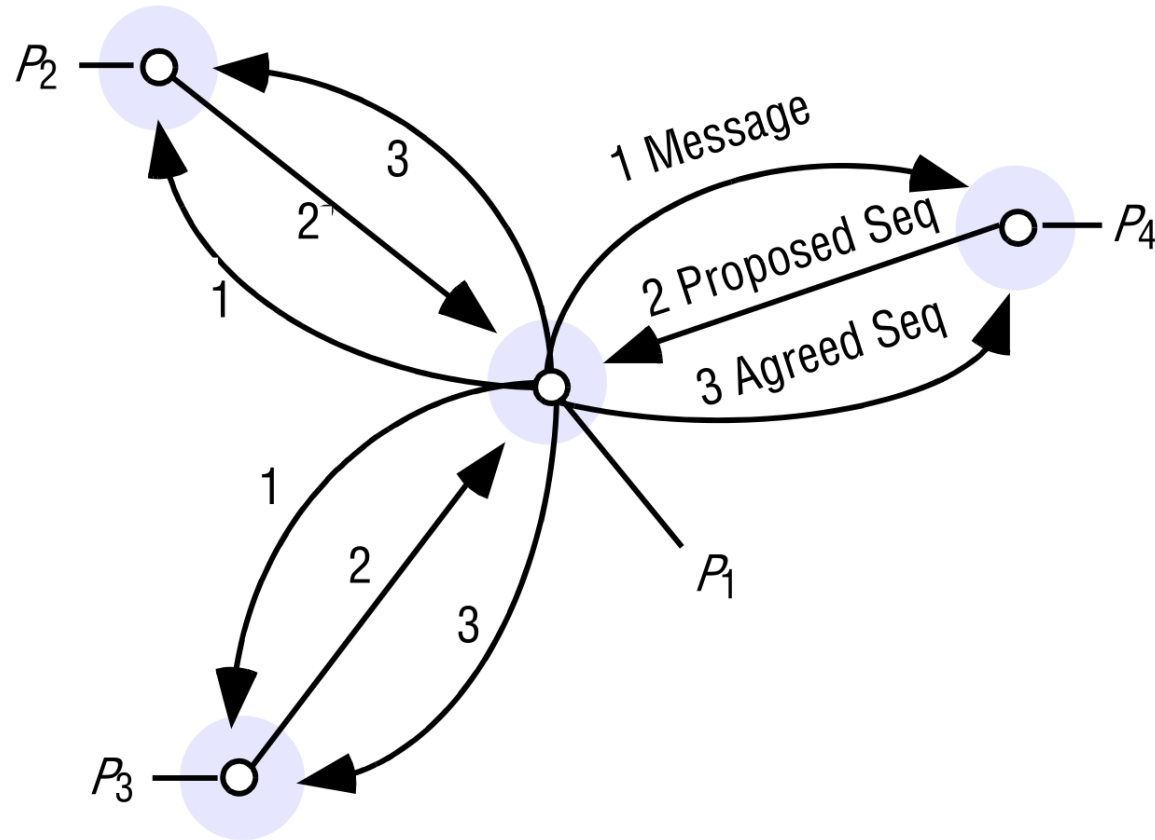 P2
3
1 Message
2
2 Proposed Seq
P4
1
3 Agreed Seq
1
2
3
P1
P3